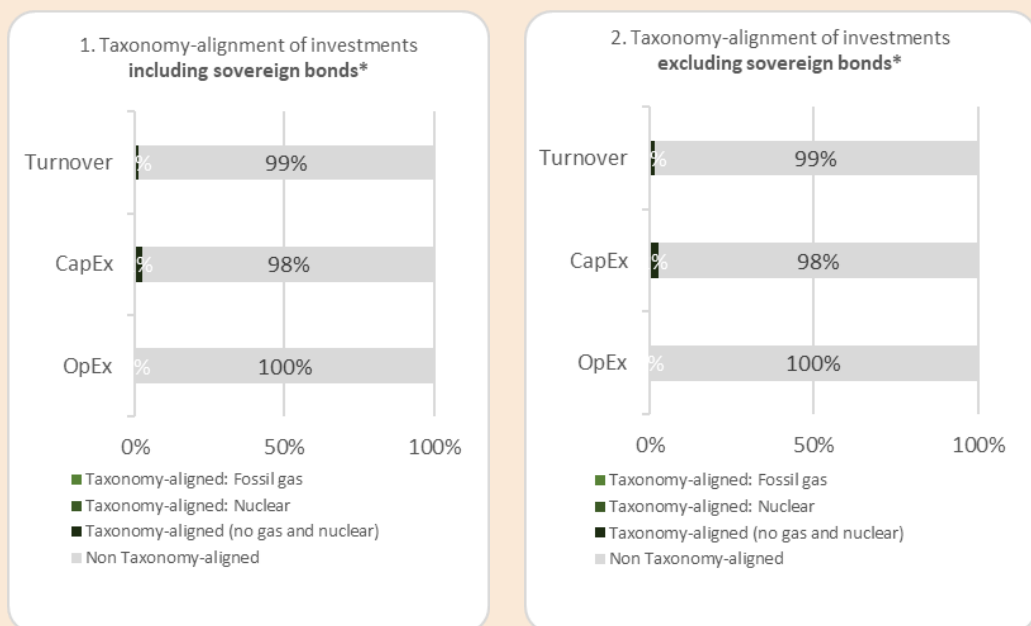 1. Taxonomy-alignment of investments
including sovereign bonds*
Turnover
%
99%
CapEx
%
98%
OpEx
%
100%
0%
50%
100%
Taxonomy-aligned: Fossil gas
Taxonomy-aligned: Nuclear
Taxonomy-aligned (no gas and nuclear)
Non Taxonomy-aligned
2. Taxonomy-alignment of investments
excluding sovereign bonds*
Turnover
%
99%
CapEx
%
98%
OpEx
%
100%
0%
50%
100%
Taxonomy-aligned: Fossil gas
Taxonomy-aligned: Nuclear
Taxonomy-aligned (no gas and nuclear)
Non Taxonomy-aligned